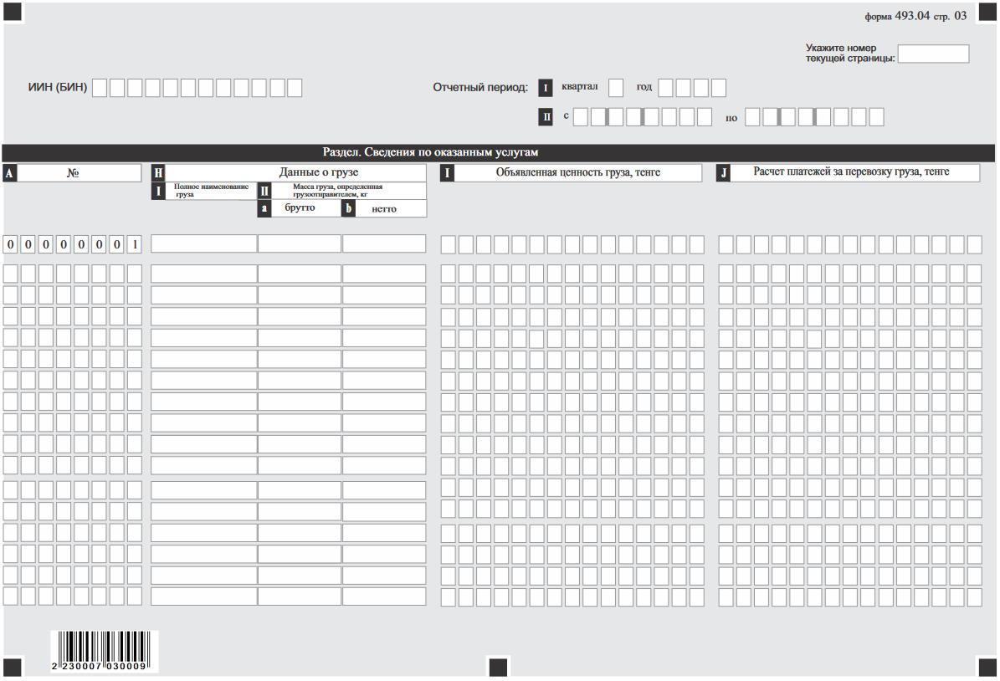 форма 493.04 стр. 03
Укажите номер
текущей страницы:
ИИН (БИН)
Отчетный период: I квартал год
II с по
Раздел. Сведения по оказанным услугам
A №
H Данные о грузе
I Полное наименование
груза
II Масса груза, определенная
грузоотправителем, кг
a брутто
b нетто
I Объявленная ценность груза, тенге
J Расчет платежей за перевозку груза, тенге
0 0 0 0 0 0 0 1
2 230007 030009